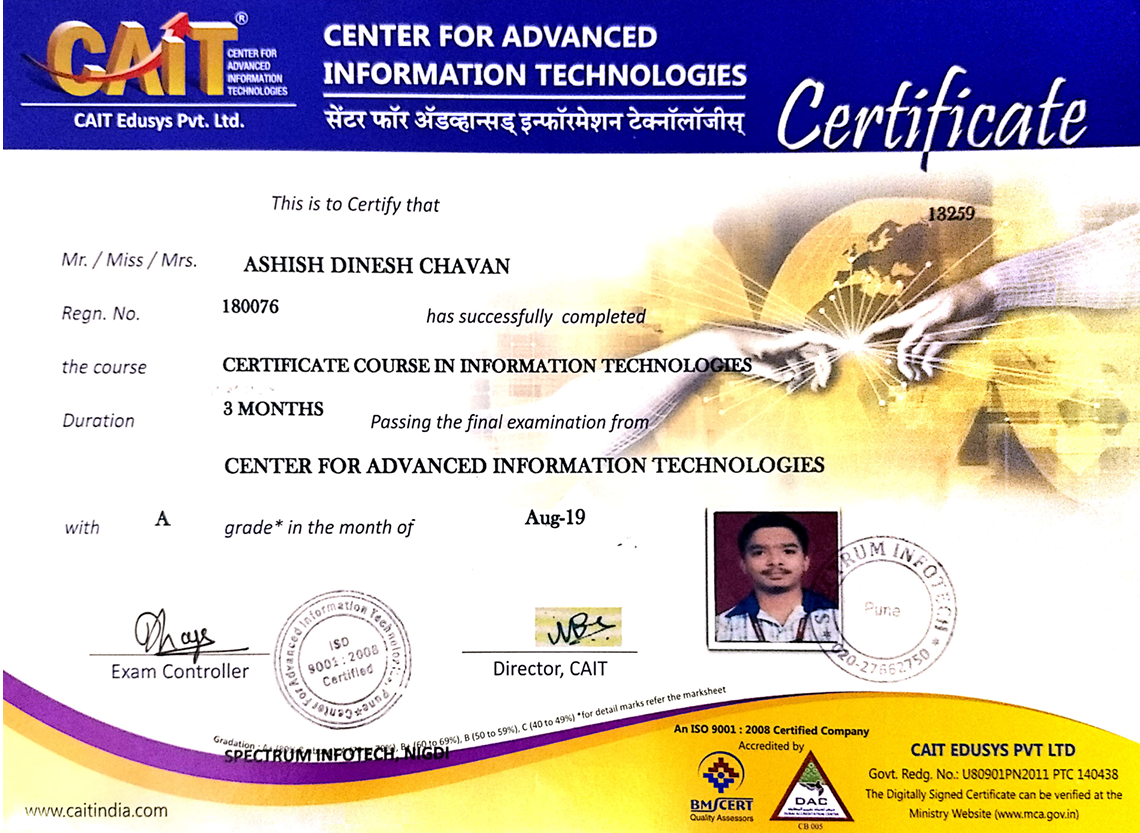 CAIT®
CENTER FOR
ADVANCED
INFORMATION
TECHNOLOGIES
CAIT Edusys Pvt. Ltd.
CENTER FOR ADVANCED
INFORMATION TECHNOLOGIES
सेंटर फॉर ॲडव्हान्सड् इन्फॉरमेशन टेक्नॉलॉजीस्
Certificate
This is to Certify that
13259
Mr. / Miss / Mrs. ASHISH DINESH CHAVAN
Regn. No. 180076 has successfully completed
the course CERTIFICATE COURSE IN INFORMATION TECHNOLOGIES
Duration 3 MONTHS Passing the final examination from
CENTER FOR ADVANCED INFORMATION TECHNOLOGIES
with A grade* in the month of Aug-19
RUM INFOTECH
Pune
020-27662750
Center For Advanced Information Technologies, Pune
ISO
9001 : 2008
Certified
Exam Controller
Director, CAIT
Gradation : 60 to 69%), B (50 to 59%), C (40 to 49%) *for detail marks refer the marksheet
SPECTRUM INFOTECH, NIGDI
www.caitindia.com
An ISO 9001 : 2008 Certified Company
Accredited by
BMSCERT
Quality Assessors
DAC
DUBAI ACCREDITATION CENTER
CB 005
CAIT EDUSYS PVT LTD
Govt. Redg. No.: U80901PN2011 PTC 140438
The Digitally Signed Certificate can be verified at the
Ministry Website (www.mca.gov.in)